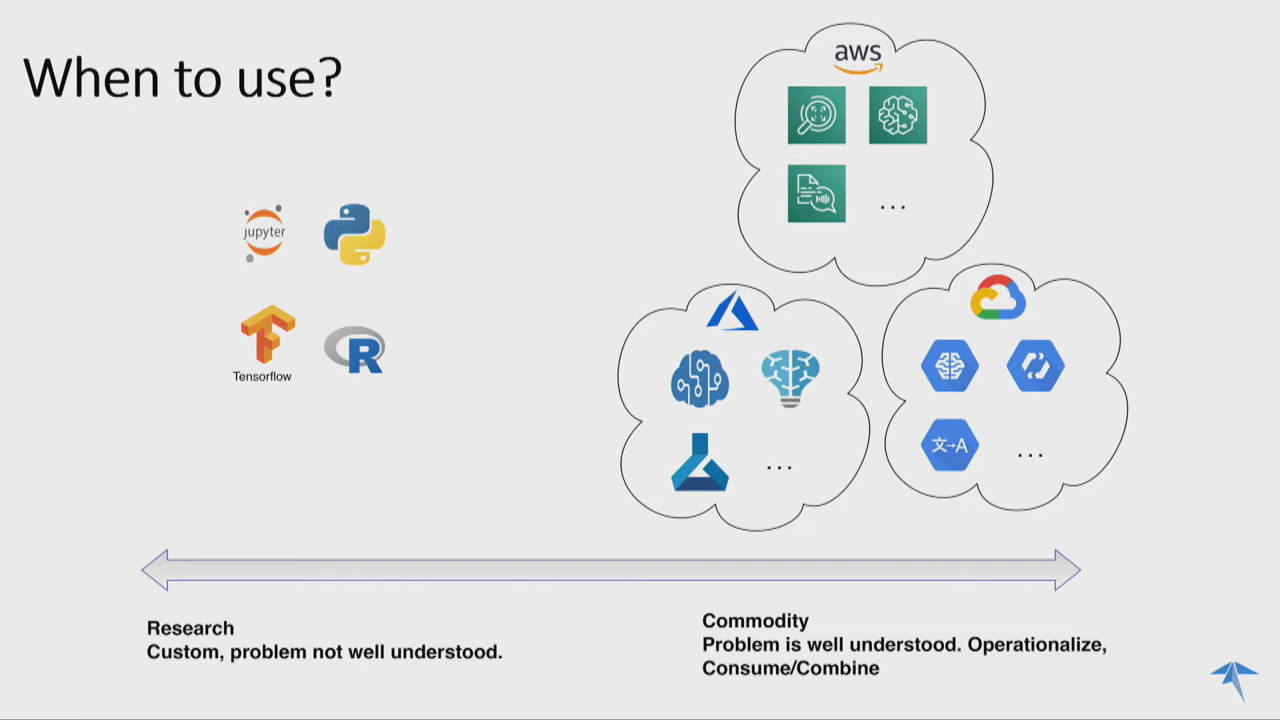 When to use?
aws
...
jupyter
Tensorflow
R
...
文→A
...
Research
Custom, problem not well understood.
Commodity
Problem is well understood. Operationalize,
Consume/Combine